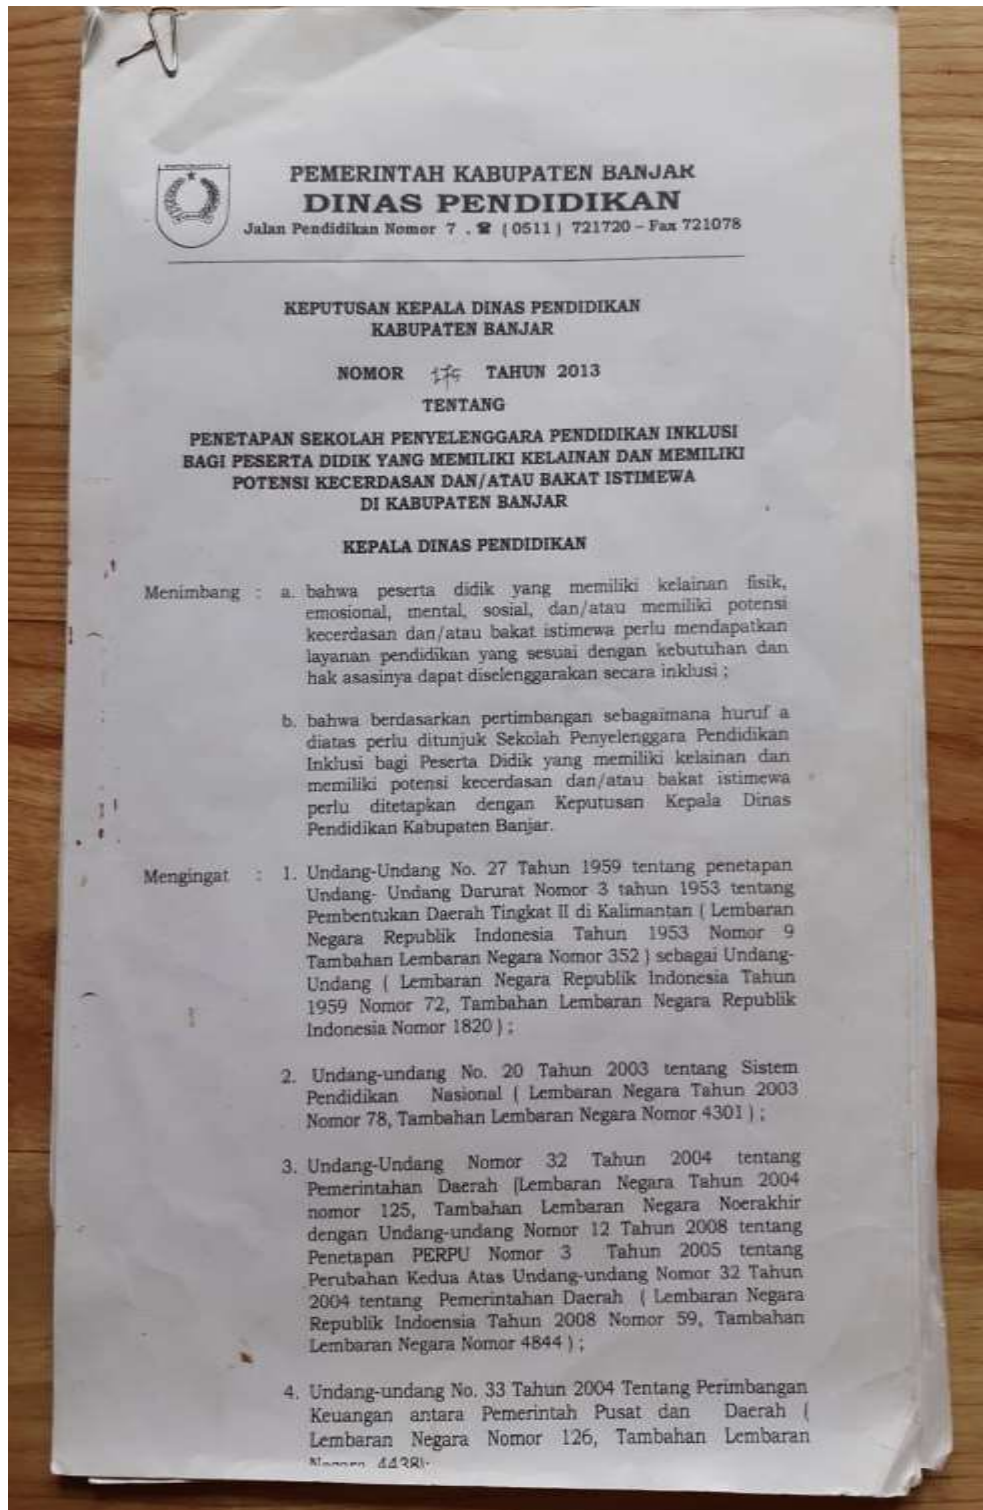 PEMERINTAH KABUPATEN BANJAR
DINAS PENDIDIKAN
Jalan Pendidikan Nomor 7 . ☎ ( 0511 ) 721720 – Fax 721078
KEPUTUSAN KEPALA DINAS PENDIDIKAN
KABUPATEN BANJAR
NOMOR TAHUN 2013
TENTANG
PENETAPAN SEKOLAH PENYELENGGARA PENDIDIKAN INKLUSI
BAGI PESERTA DIDIK YANG MEMILIKI KELAINAN DAN MEMILIKI
POTENSI KECERDASAN DAN/ATAU BAKAT ISTIMEWA
DI KABUPATEN BANJAR
KEPALA DINAS PENDIDIKAN
Menimbang : a. bahwa peserta didik yang memiliki kelainan fisik,
emosional, mental, sosial, dan/atau memiliki potensi
kecerdasan dan/atau bakat istimewa perlu mendapatkan
layanan pendidikan yang sesuai dengan kebutuhan dan
hak asasinya dapat diselenggarakan secara inklusi ;
b. bahwa berdasarkan pertimbangan sebagaimana huruf a
diatas perlu ditunjuk Sekolah Penyelenggara Pendidikan
Inklusi bagi Peserta Didik yang memiliki kelainan dan
memiliki potensi kecerdasan dan/atau bakat istimewa
perlu ditetapkan dengan Keputusan Kepala Dinas
Pendidikan Kabupaten Banjar.
Mengingat : 1. Undang-Undang No. 27 Tahun 1959 tentang penetapan
Undang- Undang Darurat Nomor 3 tahun 1953 tentang
Pembentukan Daerah Tingkat II di Kalimantan ( Lembaran
Negara Republik Indonesia Tahun 1953 Nomor 9
Tambahan Lembaran Negara Nomor 352 ) sebagai Undang-
Undang ( Lembaran Negara Republik Indonesia Tahun
1959 Nomor 72, Tambahan Lembaran Negara Republik
Indonesia Nomor 1820 ) ;
2. Undang-undang No. 20 Tahun 2003 tentang Sistem
Pendidikan Nasional ( Lembaran Negara Tahun 2003
Nomor 78, Tambahan Lembaran Negara Nomor 4301 ) ;
3. Undang-Undang Nomor 32 Tahun 2004 tentang
Pemerintahan Daerah (Lembaran Negara Tahun 2004
nomor 125, Tambahan Lembaran Negara Noerakhir
dengan Undang-undang Nomor 12 Tahun 2008 tentang
Penetapan PERPU Nomor 3 Tahun 2005 tentang
Perubahan Kedua Atas Undang-undang Nomor 32 Tahun
2004 tentang Pemerintahan Daerah ( Lembaran Negara
Republik Indoensia Tahun 2008 Nomor 59, Tambahan
Lembaran Negara Nomor 4844 ) ;
4. Undang-undang No. 33 Tahun 2004 Tentang Perimbangan
Keuangan antara Pemerintah Pusat dan Daerah (
Lembaran Negara Nomor 126, Tambahan Lembaran
4438);